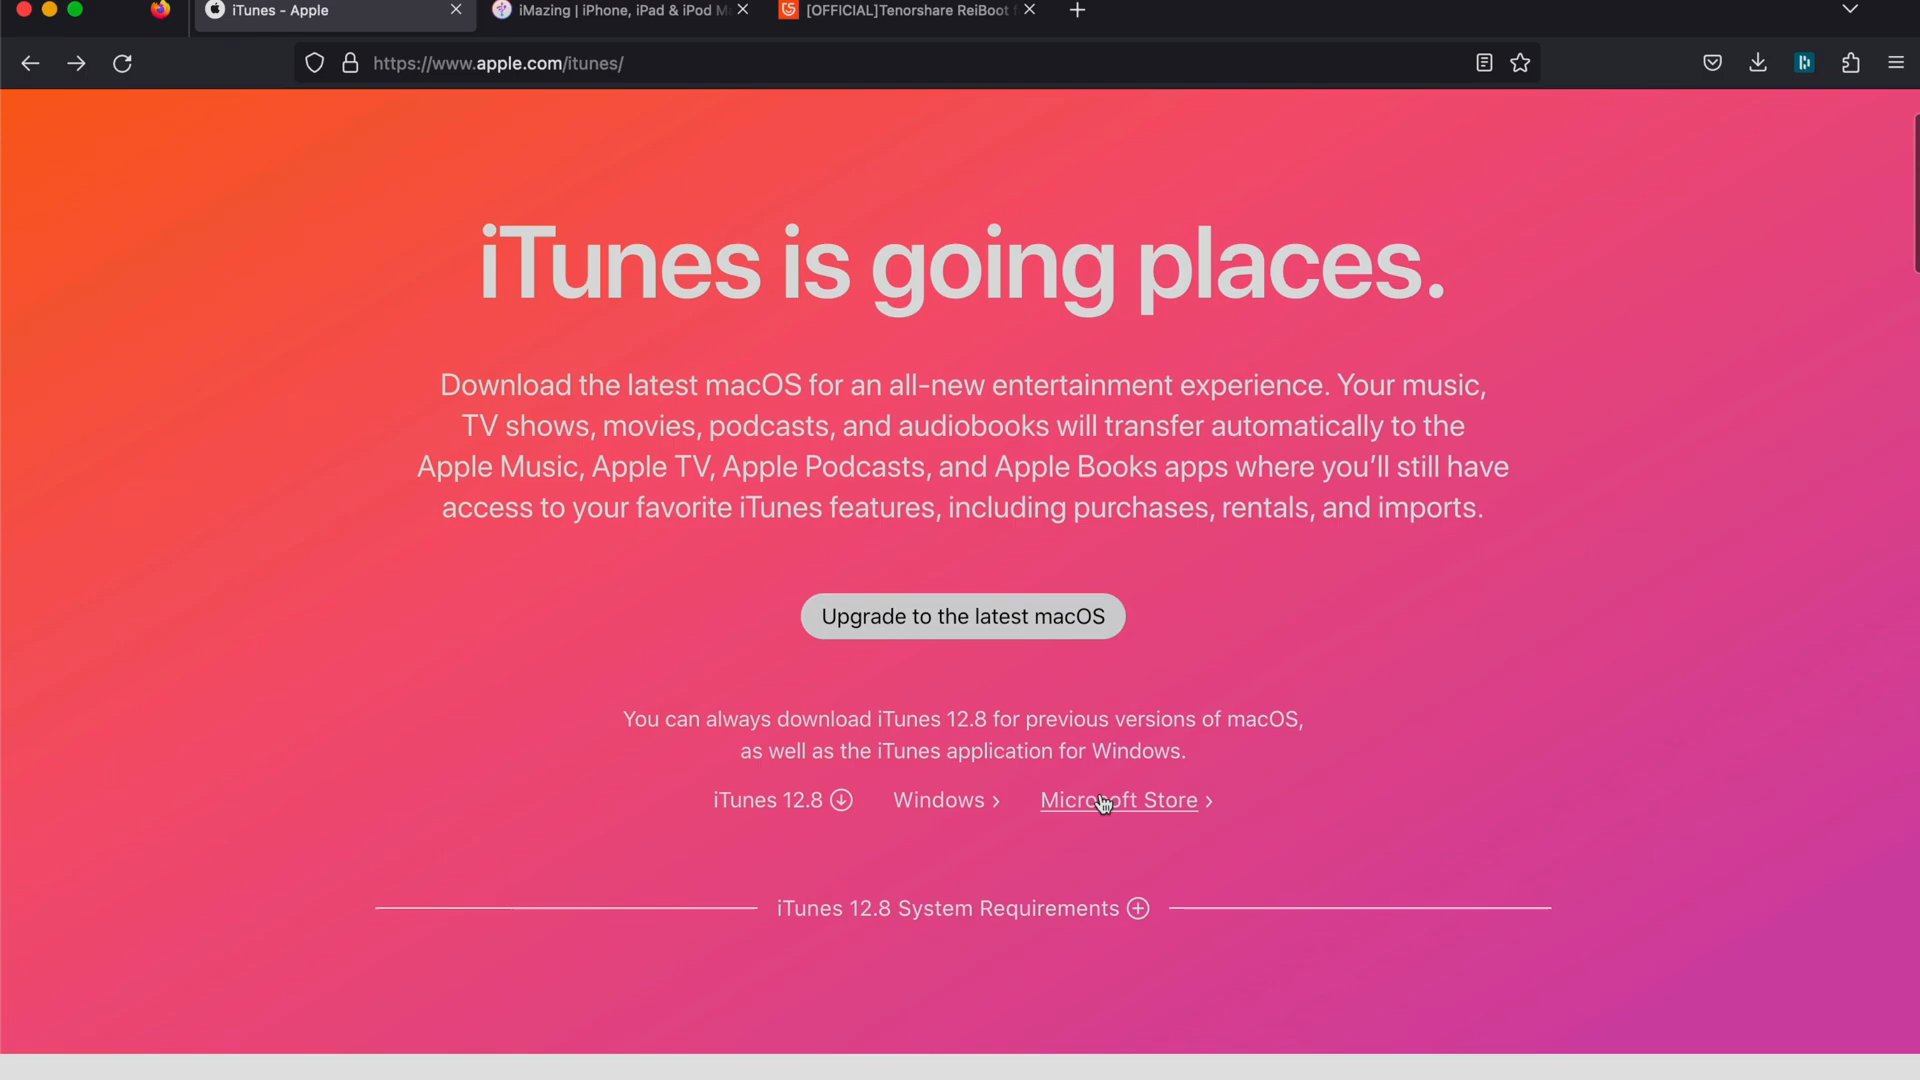 iTunes - Apple
iMazing | iPhone, iPad & iPod M
[OFFICIAL]Tenorshare ReiBoot f
https://www.apple.com/itunes/
iTunes is going places.
Download the latest macOS for an all-new entertainment experience. Your music,
TV shows, movies, podcasts, and audiobooks will transfer automatically to the
Apple Music, Apple TV, Apple Podcasts, and Apple Books apps where you’ll still have
access to your favorite iTunes features, including purchases, rentals, and imports.
Upgrade to the latest macOS
You can always download iTunes 12.8 for previous versions of macOS,
as well as the iTunes application for Windows.
iTunes 12.8 Windows › Microsoft Store ›
iTunes 12.8 System Requirements